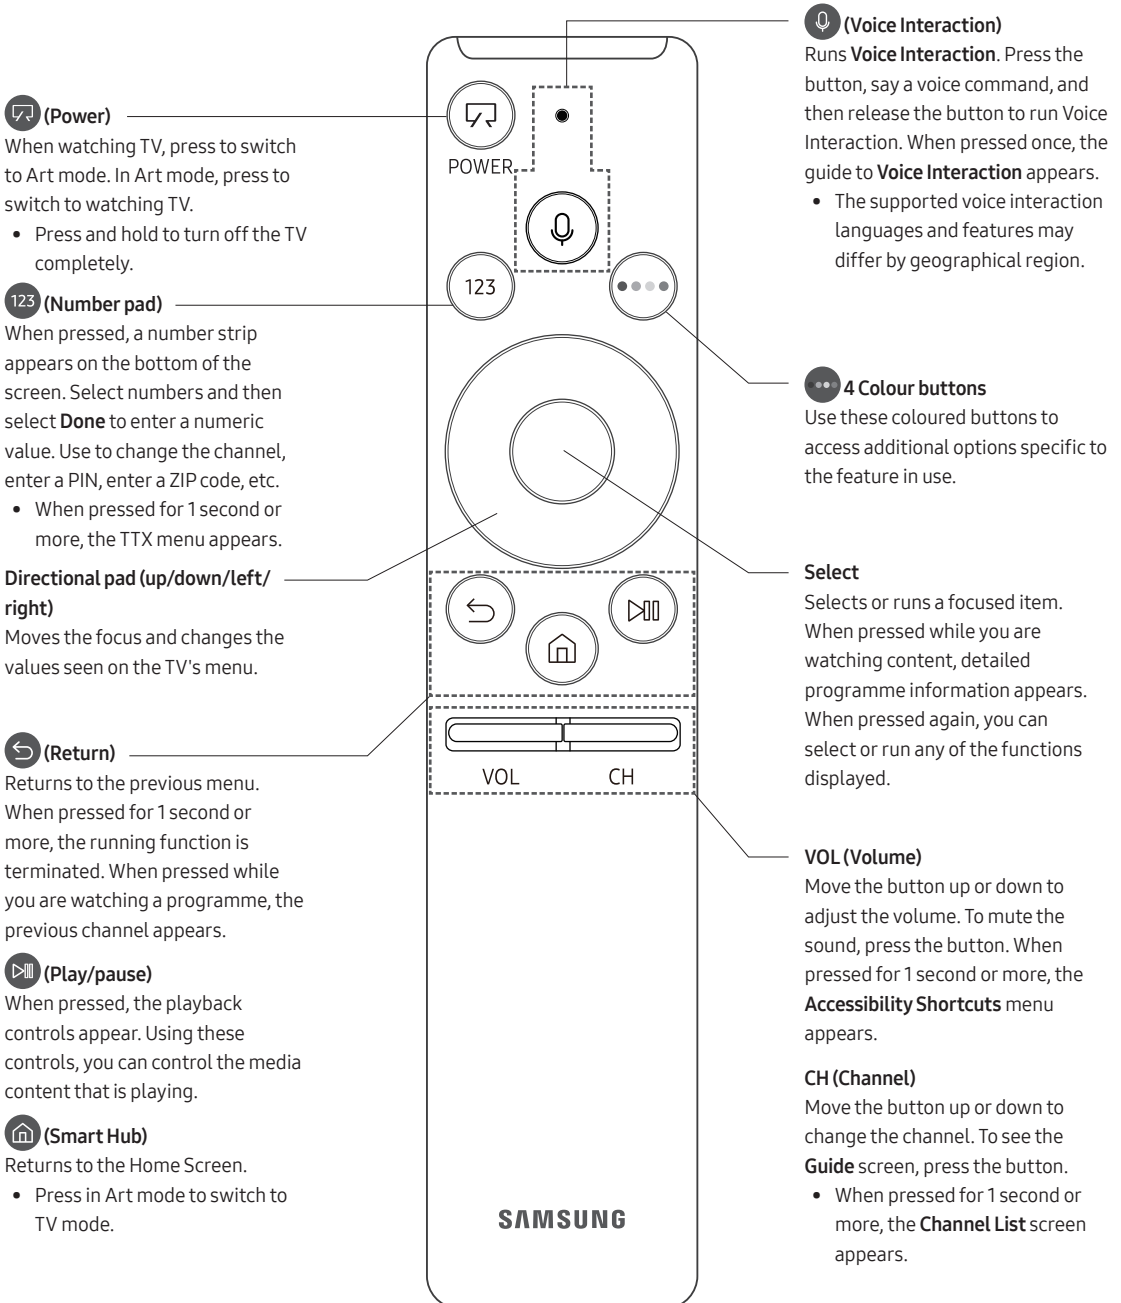 (Power)
When watching TV, press to switch
to Art mode. In Art mode, press to
switch to watching TV.
• Press and hold to turn off the TV
completely.
123 (Number pad)
When pressed, a number strip
appears on the bottom of the
screen. Select numbers and then
select Done to enter a numeric
value. Use to change the channel,
enter a PIN, enter a ZIP code, etc.
• When pressed for 1 second or
more, the TTX menu appears.
Directional pad (up/down/left/
right)
Moves the focus and changes the
values seen on the TV's menu.
(Return)
Returns to the previous menu.
When pressed for 1 second or
more, the running function is
terminated. When pressed while
you are watching a programme, the
previous channel appears.
(Play/pause)
When pressed, the playback
controls appear. Using these
controls, you can control the media
content that is playing.
(Smart Hub)
Returns to the Home Screen.
• Press in Art mode to switch to
TV mode.
POWER
123
VOL
CH
SAMSUNG
(Voice Interaction)
Runs Voice Interaction. Press the
button, say a voice command, and
then release the button to run Voice
Interaction. When pressed once, the
guide to Voice Interaction appears.
• The supported voice interaction
languages and features may
differ by geographical region.
4 Colour buttons
Use these coloured buttons to
access additional options specific to
the feature in use.
Select
Selects or runs a focused item.
When pressed while you are
watching content, detailed
programme information appears.
When pressed again, you can
select or run any of the functions
displayed.
VOL (Volume)
Move the button up or down to
adjust the volume. To mute the
sound, press the button. When
pressed for 1 second or more, the
Accessibility Shortcuts menu
appears.
CH (Channel)
Move the button up or down to
change the channel. To see the
Guide screen, press the button.
• When pressed for 1 second or
more, the Channel List screen
appears.